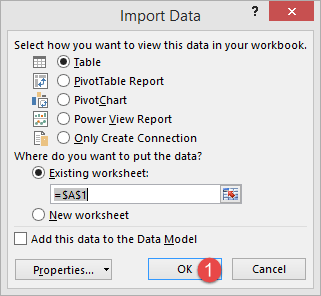 Import Data
Select how you want to view this data in your workbook.
Table
PivotTable Report
PivotChart
Power View Report
Only Create Connection
Where do you want to put the data?
Existing worksheet:
=$A$1
New worksheet
Add this data to the Data Model
Properties...
OK
1
Cancel